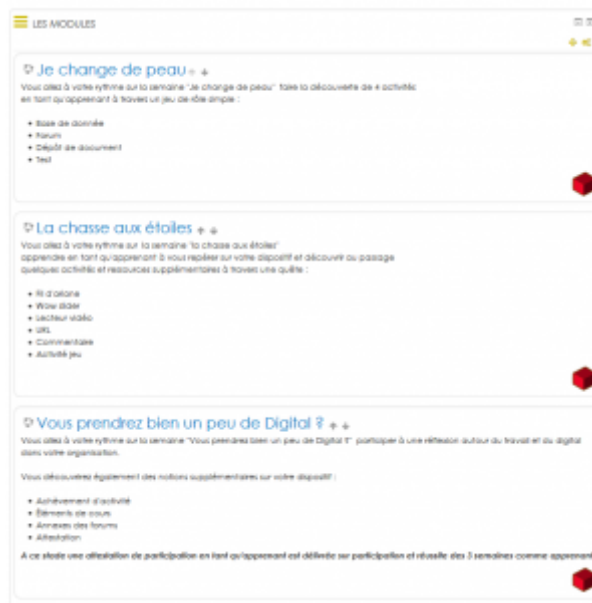 LES MODULES
Je change de peau
Vous allez à votre rythme sur la semaine "Je change de peau" faire la découverte de 4 activités
en tant qu'apprenant à travers un jeu de rôle simple :
Base de donnée
Forum
Dépôt de document
Test
La chasse aux étoiles
Vous allez à votre rythme sur la semaine "la chasse aux étoiles"
apprendre en tant qu'apprenant à vous repérer sur votre dispositif et découvrir au passage
quelques activités et ressources supplémentaires à travers une quête :
Fil d'ariane
Wow slider
Lecteur vidéo
URL
Commentaire
Activité jeu
Vous prendrez bien un peu de Digital ?
Vous allez à votre rythme sur la semaine "Vous prendrez bien un peu de Digital ?" participer à une réflexion autour du travail et du digital
dans votre organisation.
Vous découvrirez également des notions supplémentaires sur votre dispositif :
Achèvement d'activité
Éléments de cours
Annexes des forums
Attestation
A ce stade une attestation de participation en tant qu'apprenant est délivrée sur participation et réussite des 3 semaines comme apprenant